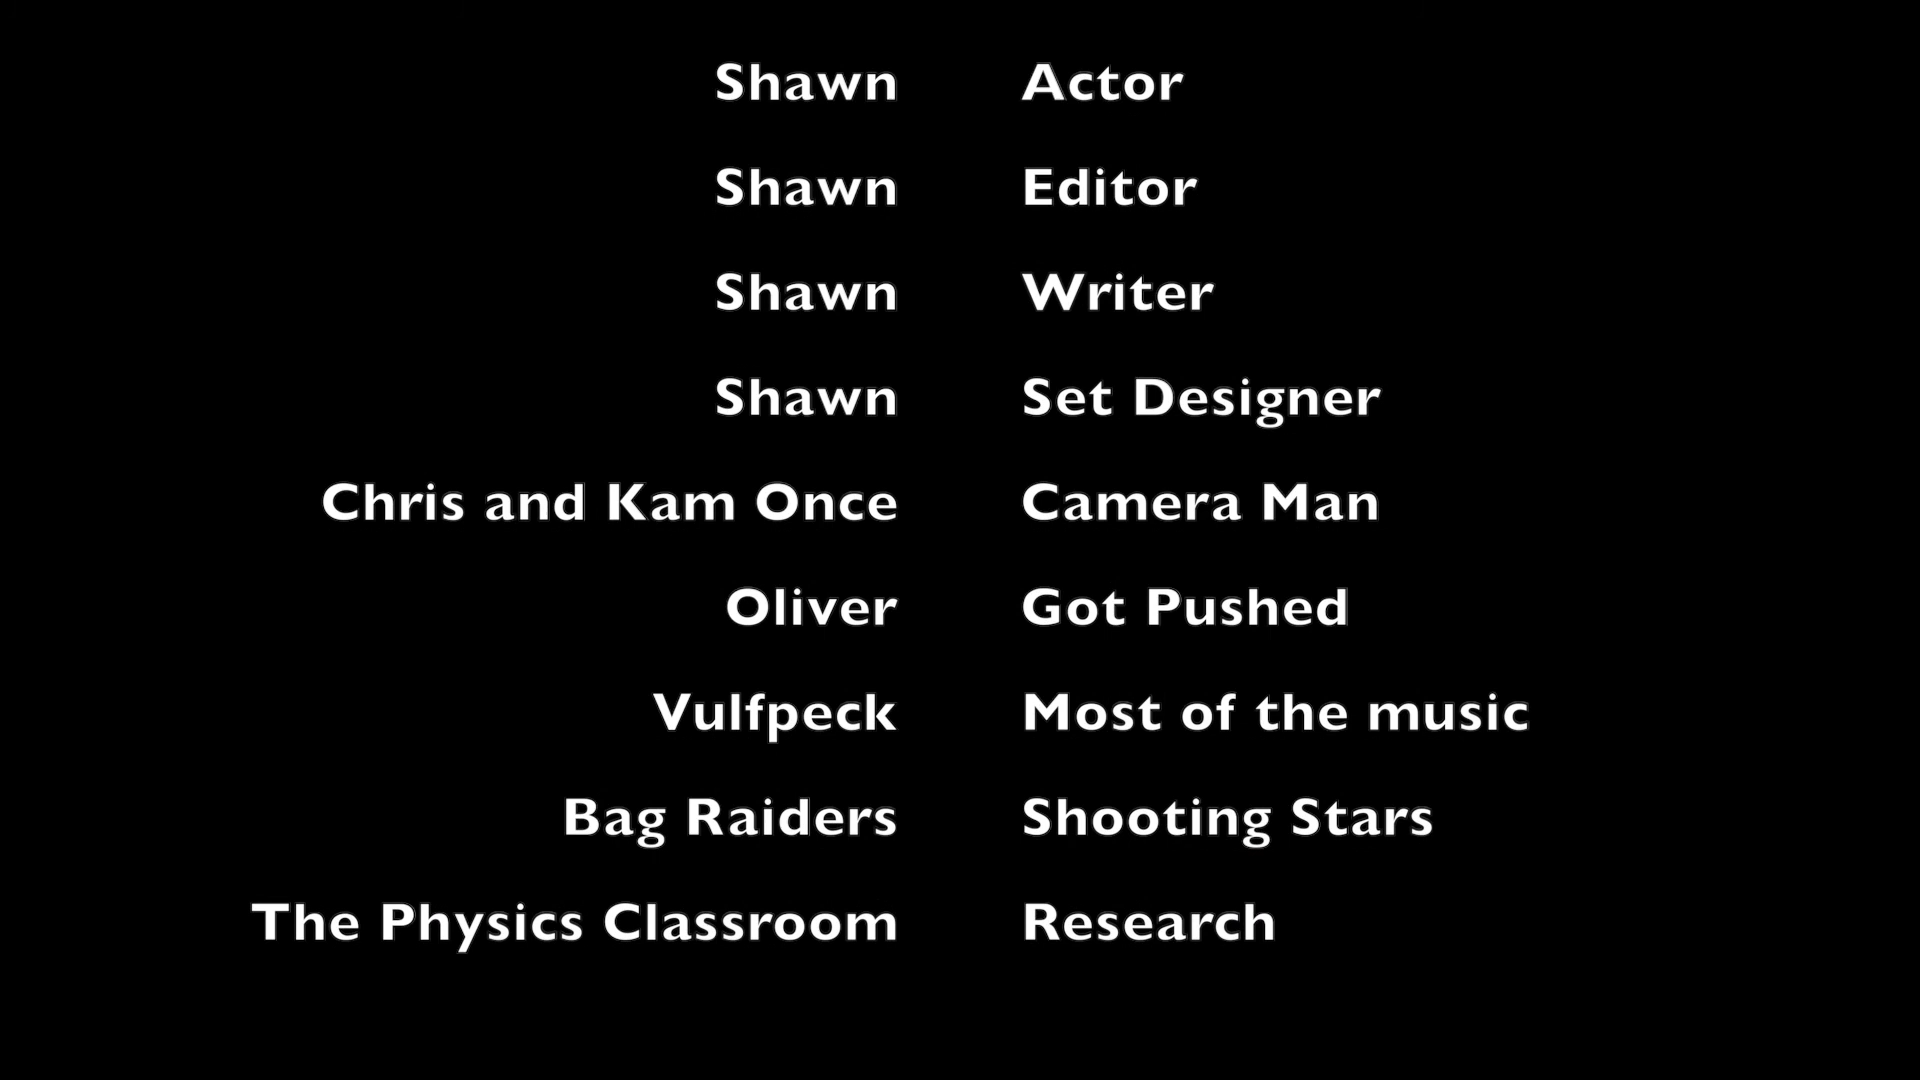 Shawn Actor
Shawn Editor
Shawn Writer
Shawn Set Designer
Chris and Kam Once Camera Man
Oliver Got Pushed
Vulfpeck Most of the music
Bag Raiders Shooting Stars
The Physics Classroom Research